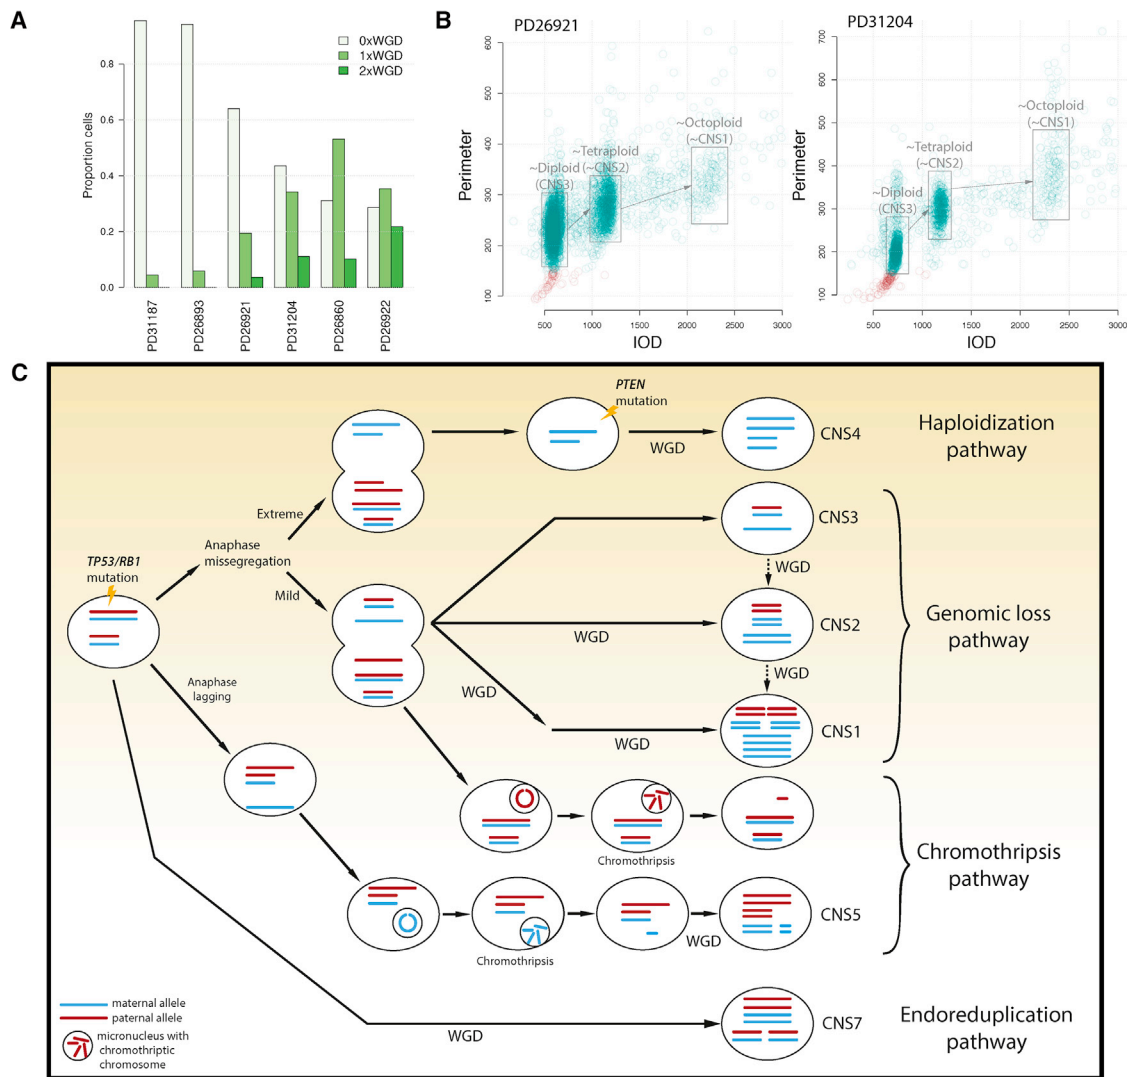 A
Proportion cells
0.8
0.6
0.4
0.2
0.0
0xWGD
1xWGD
2xWGD
PD31187
PD26893
PD26921
PD31204
PD26860
PD26922
B
PD26921
Perimeter
600
500
400
300
200
100
~Diploid
(CNS3)
~Tetraploid
(~CNS2)
~Octoploid
(~CNS1)
500
1000
1500
2000
2500
3000
IOD
PD31204
Perimeter
700
600
500
400
300
200
100
~Diploid
(CNS3)
~Tetraploid
(~CNS2)
~Octoploid
(~CNS1)
500
1000
1500
2000
2500
3000
IOD
C
TP53/RB1
mutation
Anaphase
missegregation
Extreme
Mild
Anaphase
lagging
PTEN
mutation
WGD
CNS4
Haploidization
pathway
CNS3
WGD
WGD
CNS2
WGD
WGD
WGD
CNS1
Genomic loss
pathway
Chromothripsis
Chromothripsis
pathway
Chromothripsis
WGD
CNS5
WGD
CNS7
Endoreduplication
pathway
maternal allele
paternal allele
micronucleus with
chromothriptic
chromosome